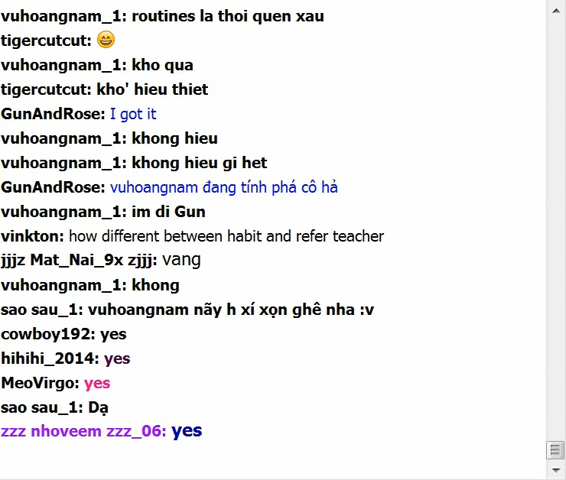 vuhoangnam_1: routines la thoi quen xau
tigercutcut: 😄
vuhoangnam_1: kho qua
tigercutcut: kho' hieu thiet
GunAndRose: I got it
vuhoangnam_1: khong hieu
vuhoangnam_1: khong hieu gi het
GunAndRose: vuhoangnam đang tính phá cô hả
vuhoangnam_1: im di Gun
vinkton: how different between habit and refer teacher
jjjz Mat_Nai_9x zjjj: vang
vuhoangnam_1: khong
sao sau_1: vuhoangnam nãy h xí xọn ghê nha :v
cowboy192: yes
hihihi_2014: yes
MeoVirgo: yes
sao sau_1: Dạ
zzz nhoveem zzz_06: yes